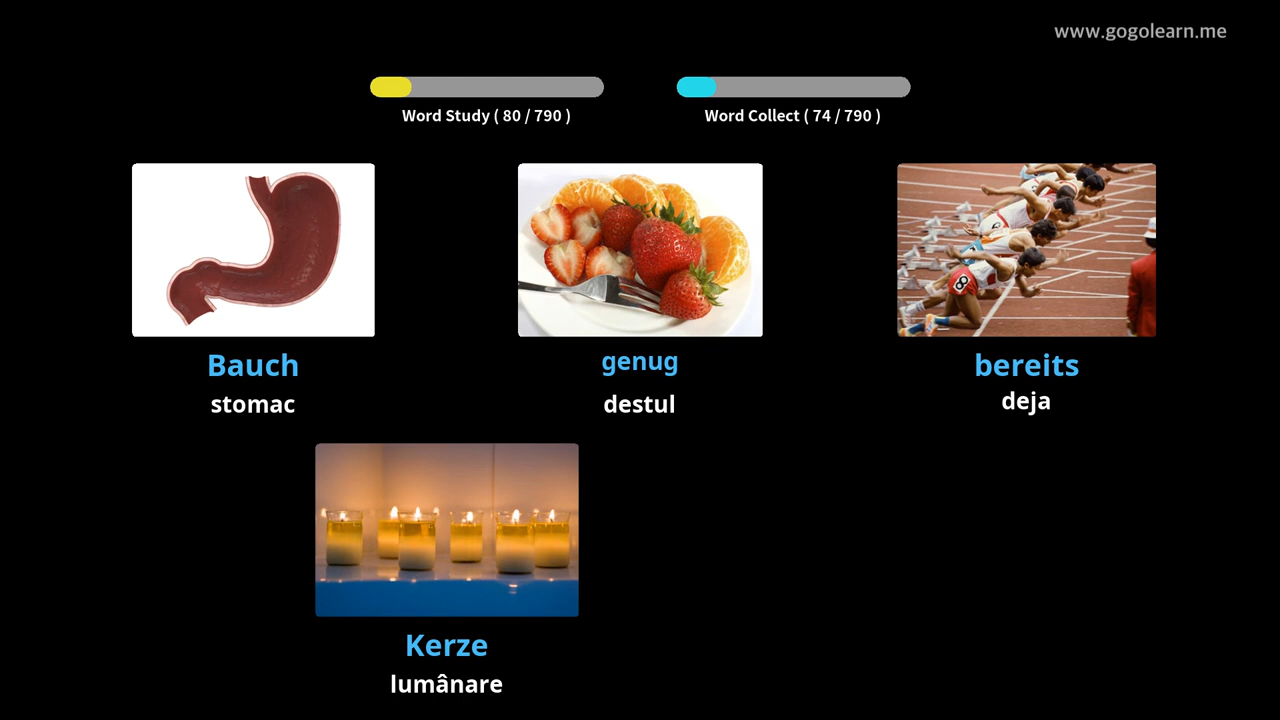 www.gogolearn.me
Word Study ( 80 / 790 )
Word Collect ( 74 / 790 )
Bauch
stomac
genug
destul
bereits
deja
8
Kerze
lumânare